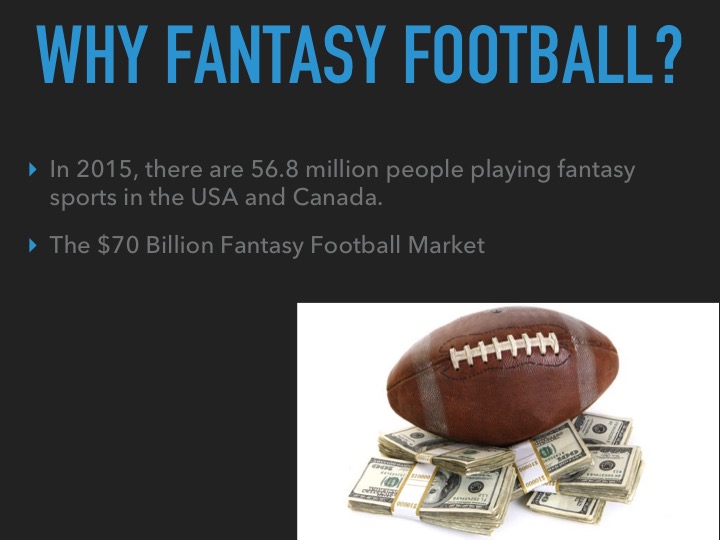 WHY FANTASY FOOTBALL?
In 2015, there are 56.8 million people playing fantasy
sports in the USA and Canada.
The $70 Billion Fantasy Football Market